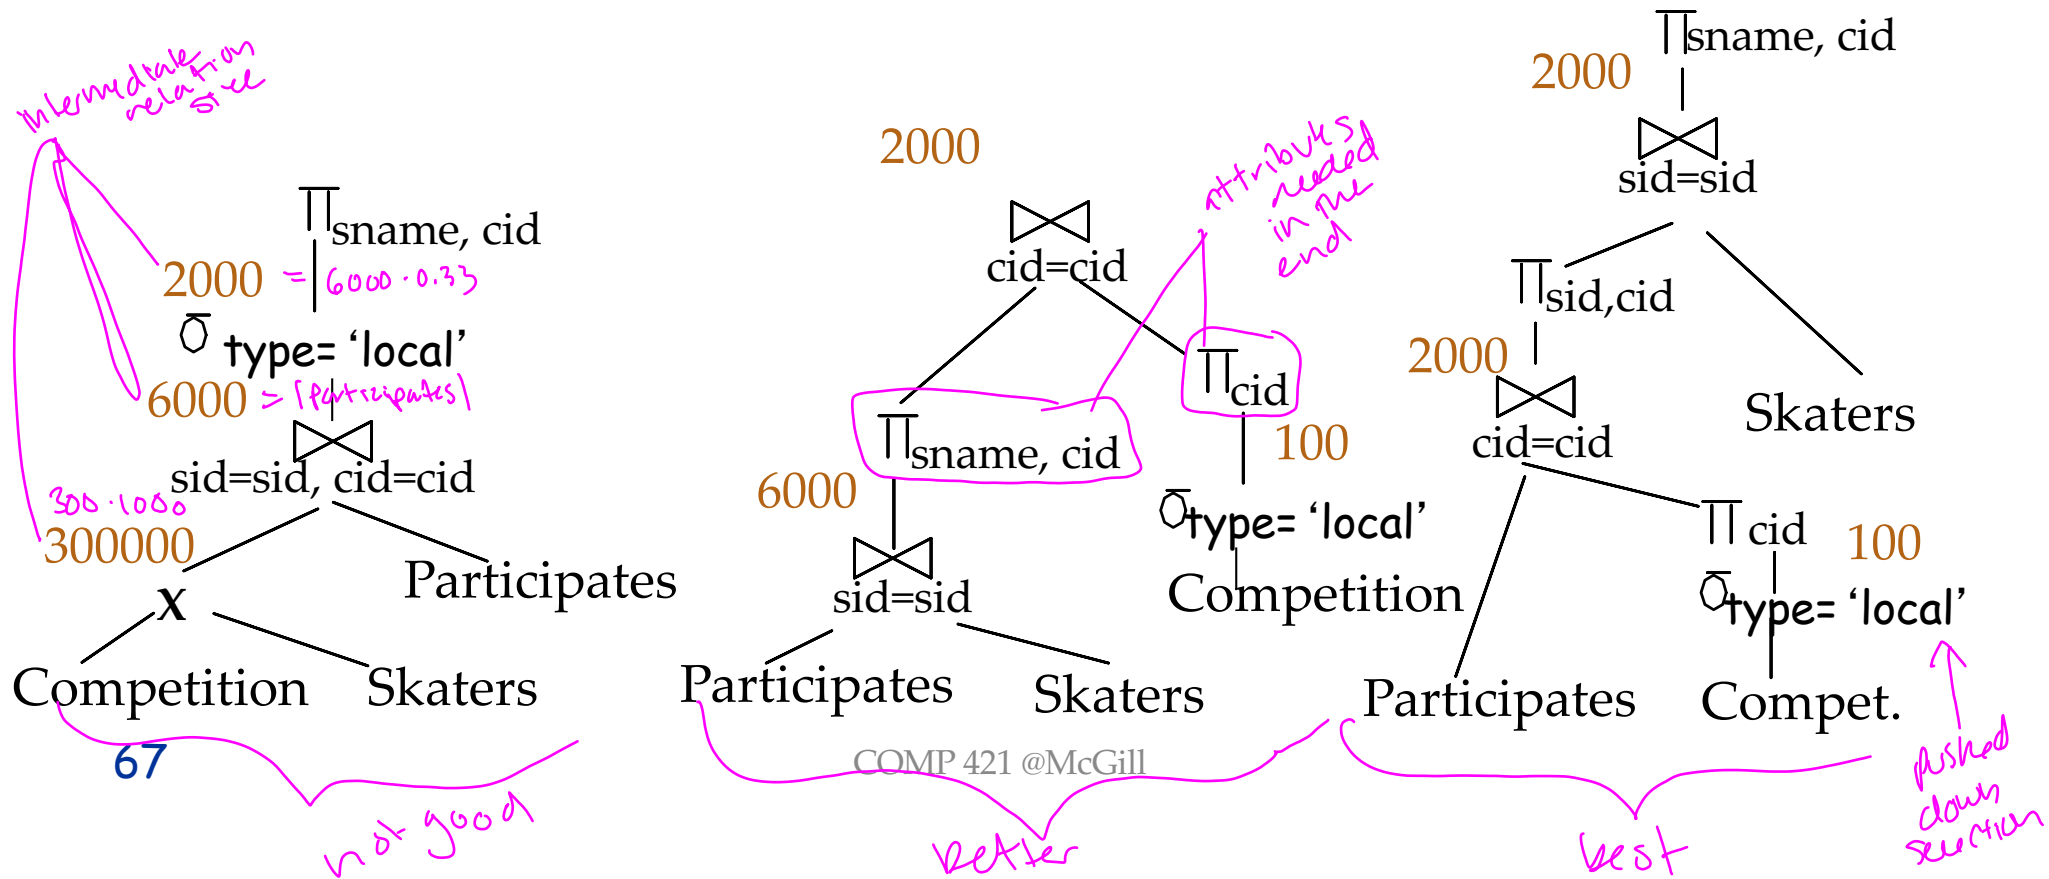 intermediate
relation
size
∏sname, cid
2000 = 6000 · 0.33
σ type= ‘local’
6000 = |Participates|
⋈
sid=sid, cid=cid
300 · 1000
300000
Participates
x
Competition
Skaters
67
not good
2000
⋈
cid=cid
attributes
needed
in the
end
∏cid
∏sname, cid
100
6000
σtype= ‘local’
⋈
Competition
sid=sid
Participates
Skaters
COMP 421 @McGill
better
∏sname, cid
2000
⋈
sid=sid
∏sid,cid
2000
⋈
Skaters
cid=cid
∏ cid
100
σtype= ‘local’
Participates
Compet.
pushed
down
selection
best